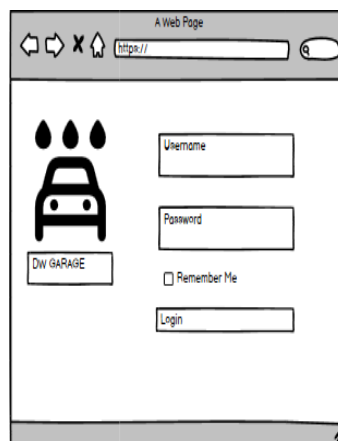 A Web Page
https://
Username
Password
DW GARAGE
Remember Me
Login